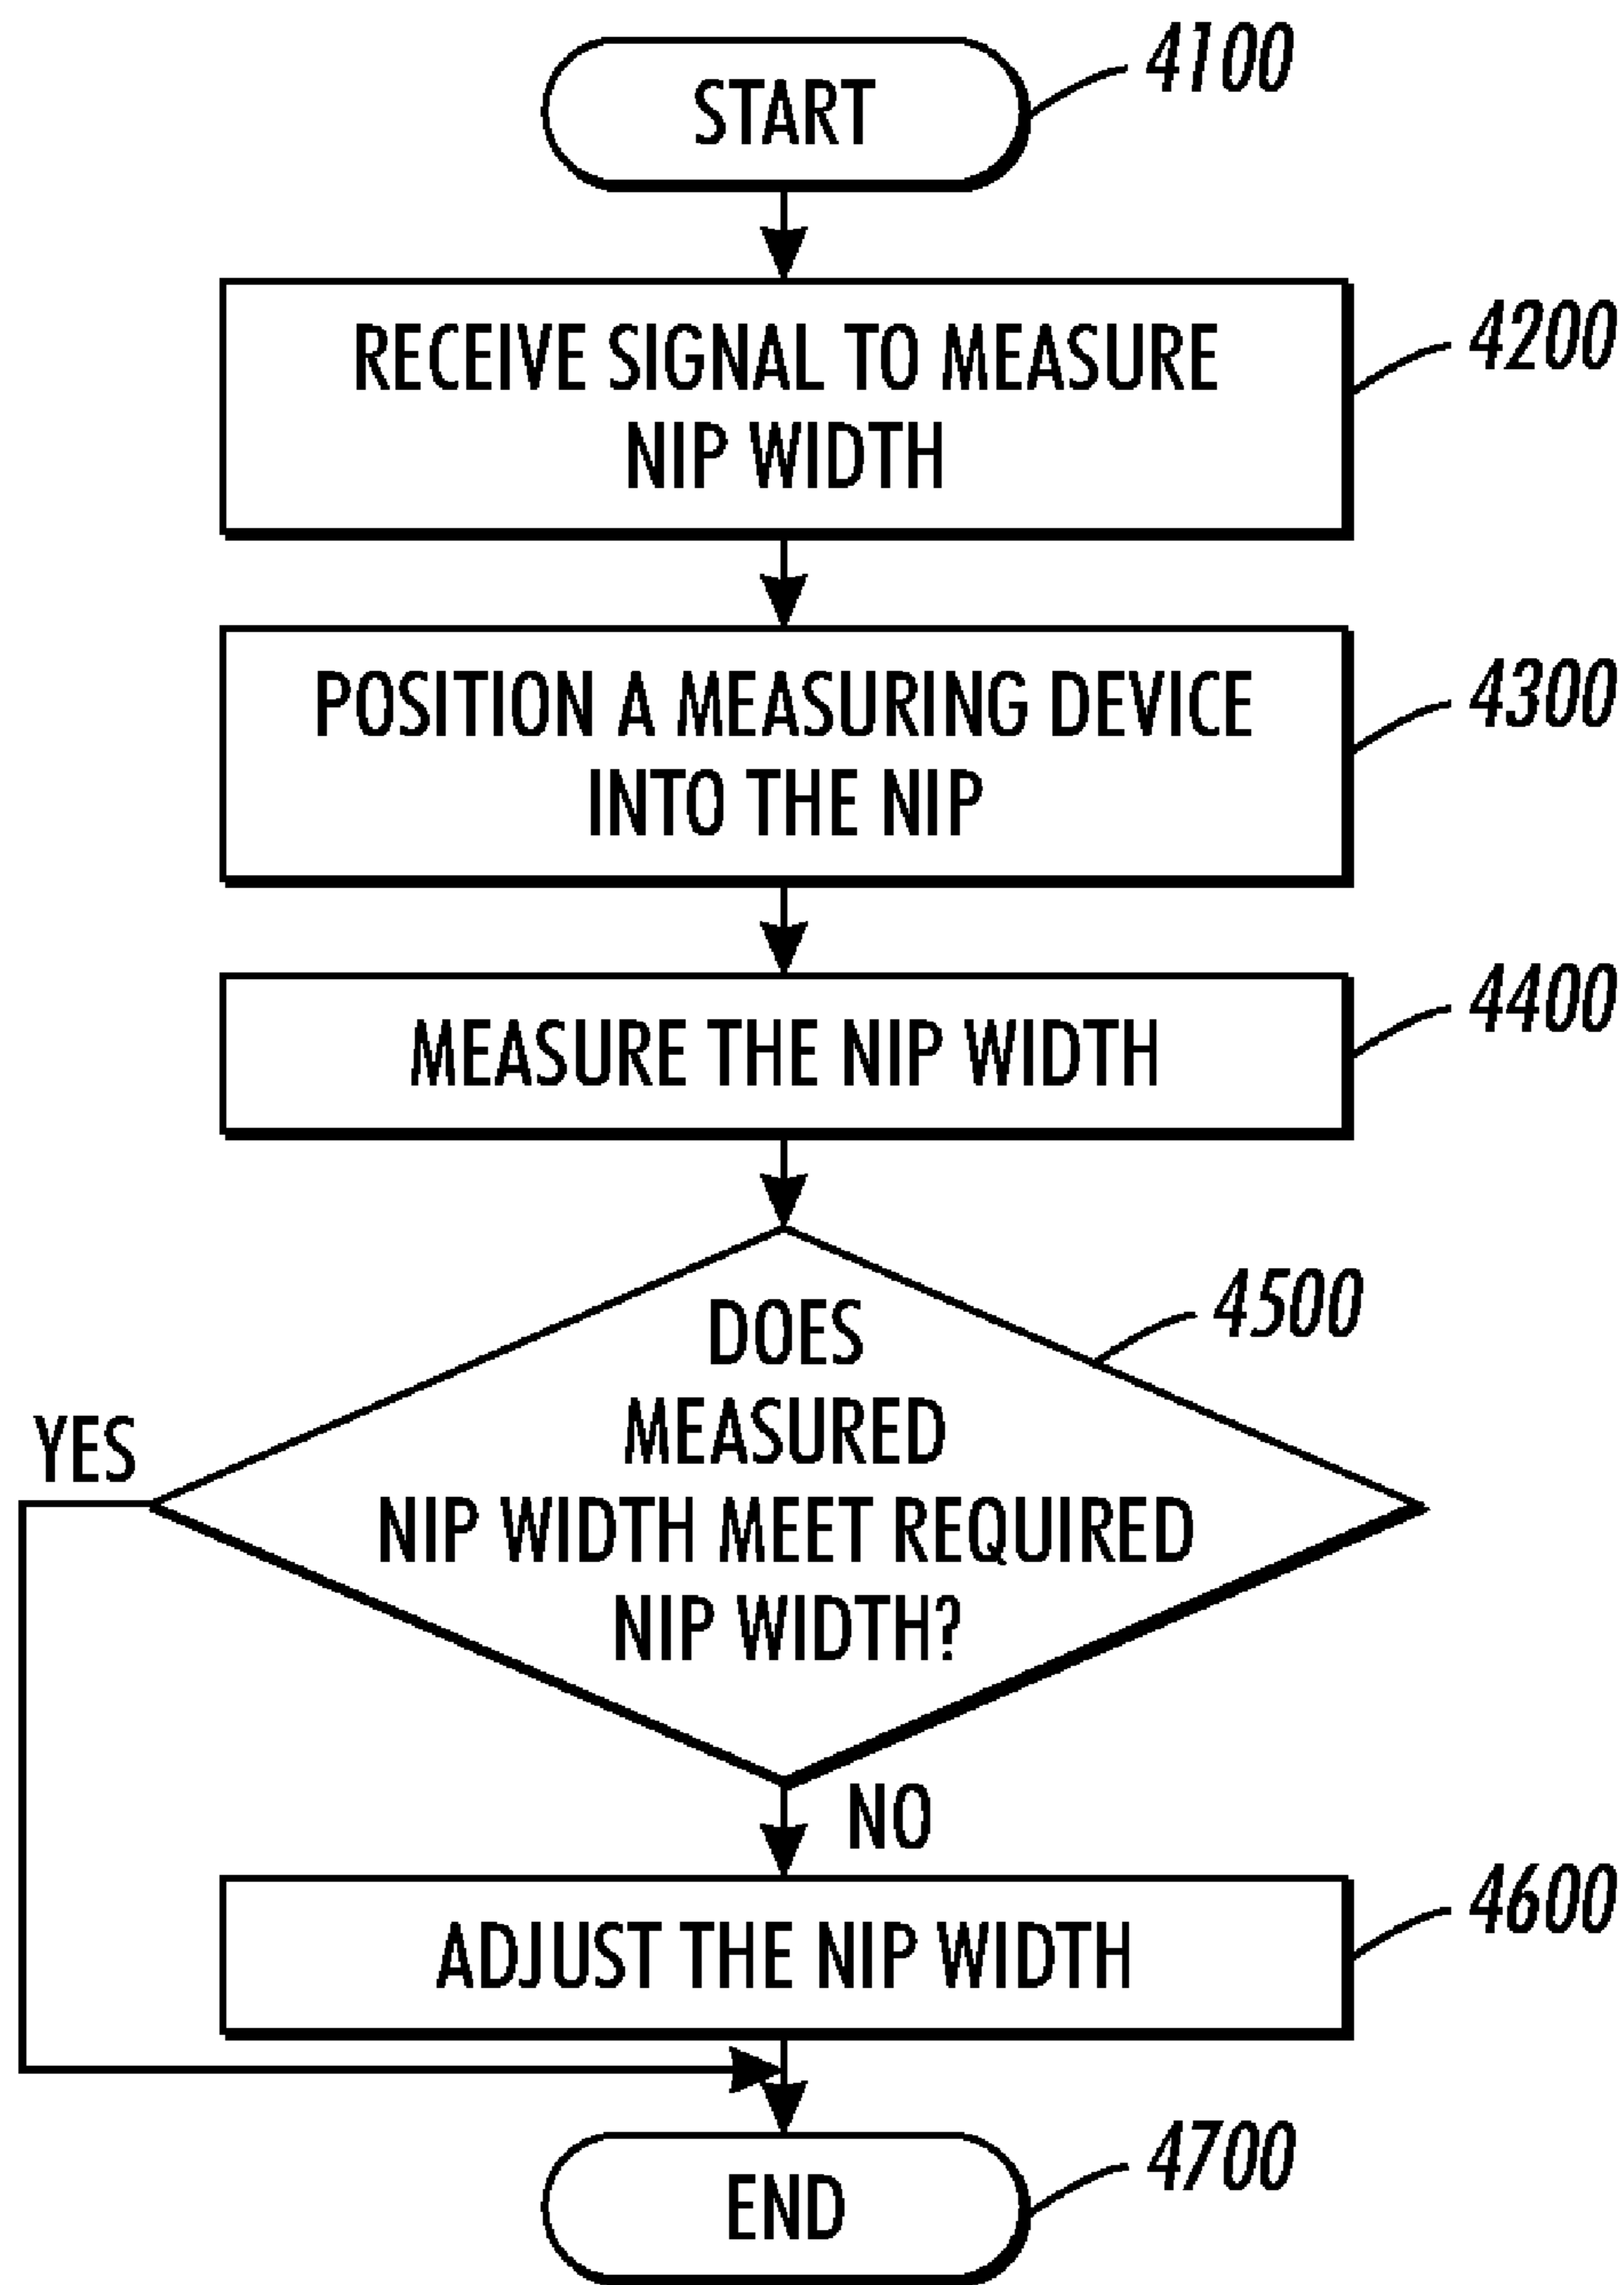 START
4100
RECEIVE SIGNAL TO MEASURE
NIP WIDTH
4200
POSITION A MEASURING DEVICE
INTO THE NIP
4300
MEASURE THE NIP WIDTH
4400
DOES
MEASURED
NIP WIDTH MEET REQUIRED
NIP WIDTH?
4500
YES
NO
ADJUST THE NIP WIDTH
4600
END
4700